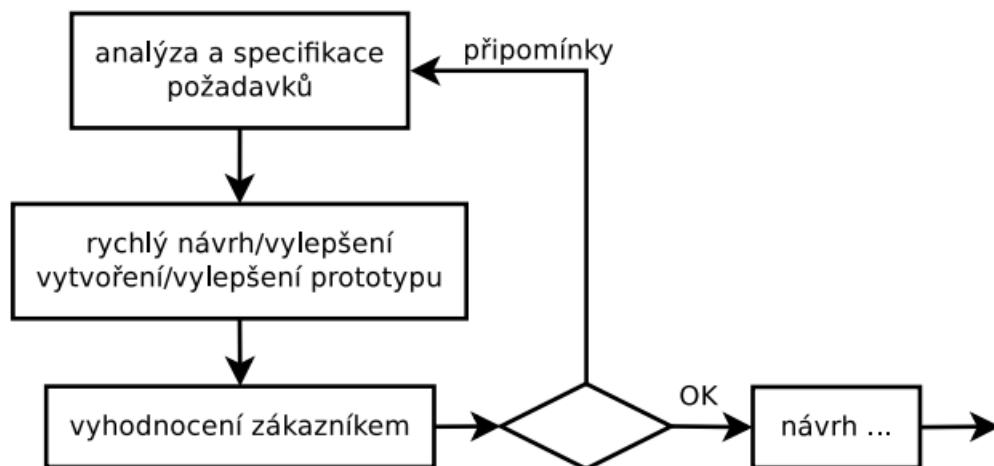 analýza a specifikace
požadavků
připomínky
rychlý návrh/vylepšení
vytvoření/vylepšení prototypu
vyhodnocení zákazníkem
OK
návrh ...